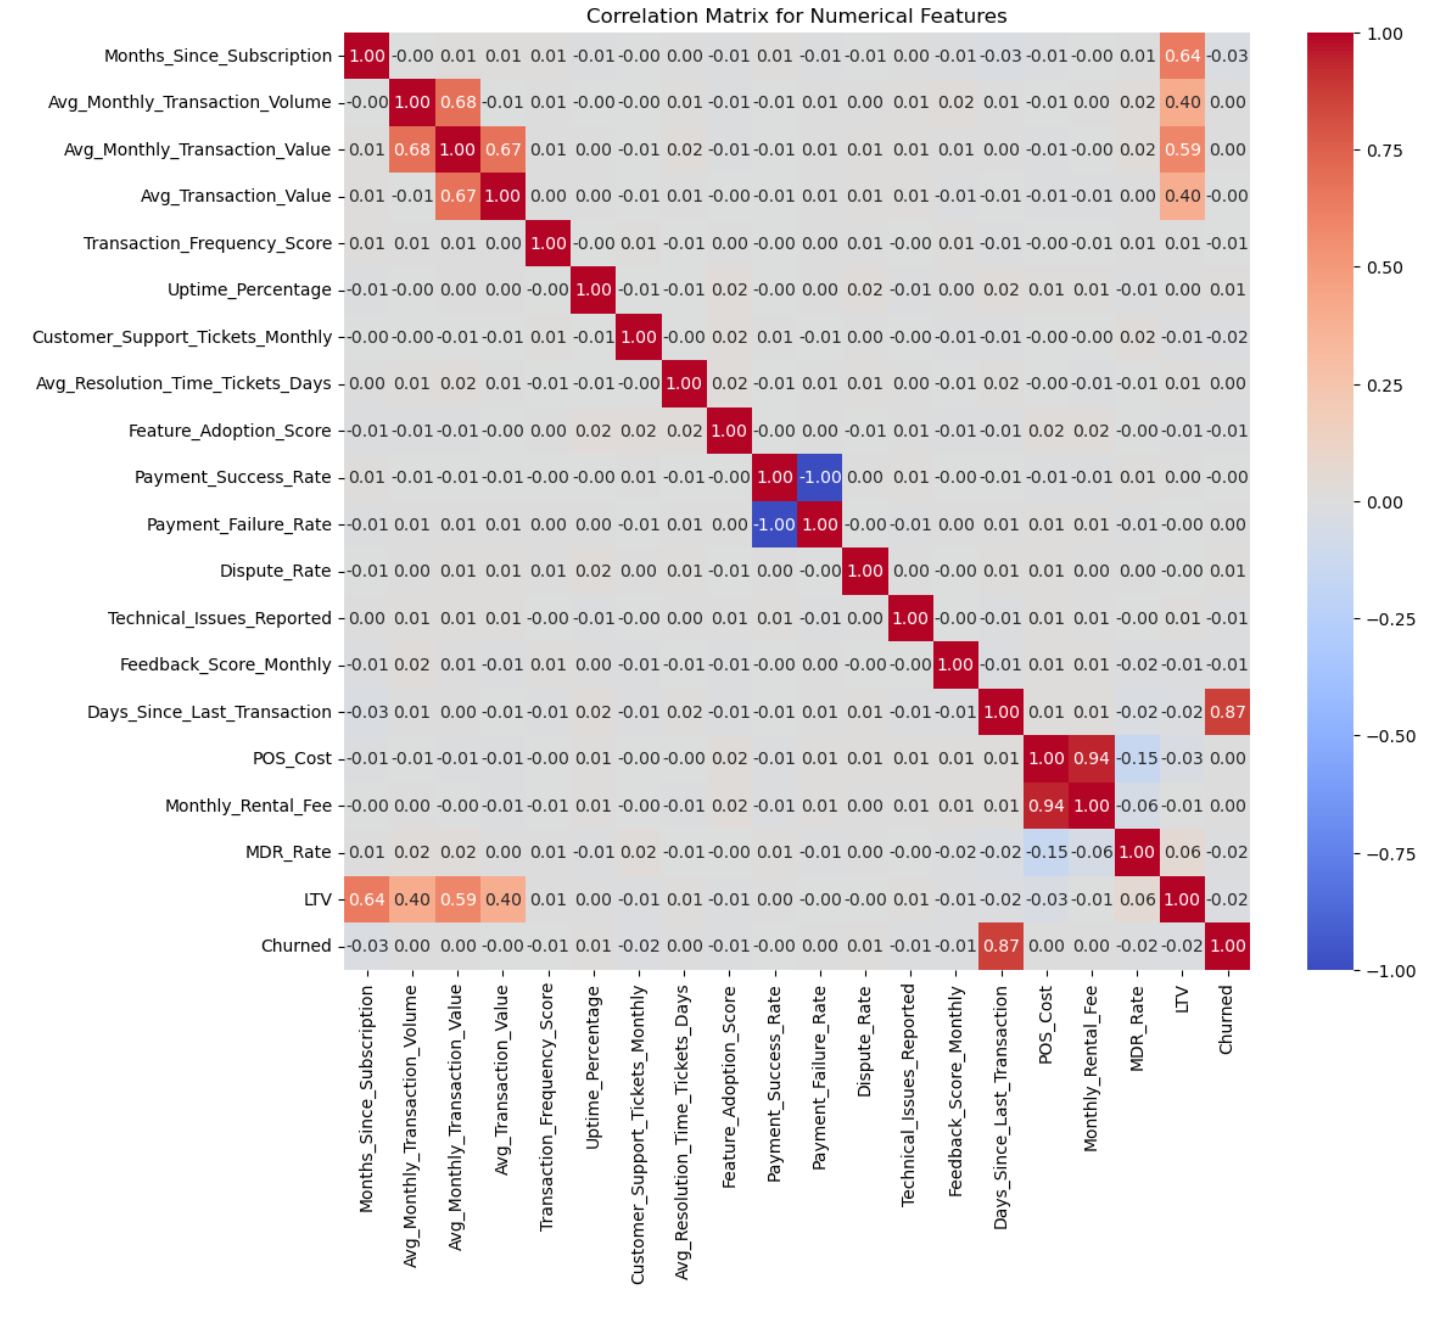 Correlation Matrix for Numerical Features
Months_Since_Subscription 1.00 -0.00 0.01 0.01 0.01 -0.01 -0.00 0.00 -0.01 0.01 -0.01 -0.01 0.00 -0.01 -0.03 -0.01 -0.00 0.01 0.64 -0.03
Avg_Monthly_Transaction_Volume -0.00 1.00 0.68 -0.01 0.01 -0.00 -0.00 0.01 -0.01 -0.01 0.01 0.00 0.01 0.02 0.01 -0.01 0.00 0.02 0.40 0.00
Avg_Monthly_Transaction_Value 0.01 0.68 1.00 0.67 0.01 0.00 -0.01 0.02 -0.01 -0.01 0.01 0.01 0.01 0.01 0.00 -0.01 -0.00 0.02 0.59 0.00
Avg_Transaction_Value 0.01 -0.01 0.67 1.00 0.00 0.00 -0.01 0.01 -0.00 -0.01 0.01 0.01 0.01 -0.01 -0.01 -0.01 -0.01 0.00 0.40 -0.00
Transaction_Frequency_Score 0.01 0.01 0.01 0.00 1.00 -0.00 0.01 -0.01 0.00 -0.00 0.00 0.01 -0.00 0.01 -0.01 -0.00 -0.01 0.01 0.01 -0.01
Uptime_Percentage -0.01 -0.00 0.00 0.00 -0.00 1.00 -0.01 -0.01 0.02 -0.00 0.00 0.02 -0.01 0.00 0.02 0.01 0.01 -0.01 0.00 0.01
Customer_Support_Tickets_Monthly -0.00 -0.00 -0.01 -0.01 0.01 -0.01 1.00 -0.00 0.02 0.01 -0.01 0.00 -0.00 -0.01 -0.01 -0.00 -0.00 0.02 -0.01 -0.02
Avg_Resolution_Time_Tickets_Days 0.00 0.01 0.02 0.01 -0.01 -0.01 -0.00 1.00 0.02 -0.01 0.01 0.01 0.00 -0.01 0.02 -0.00 -0.01 -0.01 0.01 0.00
Feature_Adoption_Score -0.01 -0.01 -0.01 -0.00 0.00 0.02 0.02 0.02 1.00 -0.00 0.00 -0.01 0.01 -0.01 -0.01 0.02 0.02 -0.00 -0.01 -0.01
Payment_Success_Rate 0.01 -0.01 -0.01 -0.01 -0.00 -0.00 0.01 -0.01 -0.00 1.00 -1.00 0.00 0.01 -0.00 -0.01 -0.01 -0.01 0.01 0.00 -0.00
Payment_Failure_Rate -0.01 0.01 0.01 0.01 0.00 0.00 -0.01 0.01 0.00 -1.00 1.00 -0.00 -0.01 0.00 0.01 0.01 0.01 -0.01 -0.00 0.00
Dispute_Rate -0.01 0.00 0.01 0.01 0.01 0.02 0.00 0.01 -0.01 0.00 -0.00 1.00 0.00 -0.00 0.01 0.01 0.00 0.00 -0.00 0.01
Technical_Issues_Reported 0.00 0.01 0.01 0.01 -0.00 -0.01 -0.00 0.00 0.01 0.01 -0.01 0.00 1.00 -0.00 -0.01 0.01 0.01 -0.00 0.01 -0.01
Feedback_Score_Monthly -0.01 0.02 0.01 -0.01 0.01 0.00 -0.01 -0.01 -0.01 -0.00 0.00 -0.00 -0.00 1.00 -0.01 0.01 0.01 -0.02 -0.01 -0.01
Days_Since_Last_Transaction -0.03 0.01 0.00 -0.01 -0.01 0.02 -0.01 0.02 -0.01 -0.01 0.01 0.01 -0.01 -0.01 1.00 0.01 0.01 -0.02 -0.02 0.87
POS_Cost -0.01 -0.01 -0.01 -0.01 -0.00 0.01 -0.00 -0.00 0.02 -0.01 0.01 0.01 0.01 0.01 0.01 1.00 0.94 -0.15 -0.03 0.00
Monthly_Rental_Fee -0.00 0.00 -0.00 -0.01 -0.01 0.01 -0.00 -0.01 0.02 -0.01 0.01 0.00 0.01 0.01 0.01 0.94 1.00 -0.06 -0.01 0.00
MDR_Rate 0.01 0.02 0.02 0.00 0.01 -0.01 0.02 -0.01 -0.00 0.01 -0.01 0.00 -0.00 -0.02 -0.02 -0.15 -0.06 1.00 0.06 -0.02
LTV 0.64 0.40 0.59 0.40 0.01 0.00 -0.01 0.01 -0.01 0.00 -0.00 -0.00 0.01 -0.01 -0.02 -0.03 -0.01 0.06 1.00 -0.02
Churned -0.03 0.00 0.00 -0.00 -0.01 0.01 -0.02 0.00 -0.01 -0.00 0.00 0.01 -0.01 -0.01 0.87 0.00 0.00 -0.02 -0.02 1.00
Months_Since_Subscription
Avg_Monthly_Transaction_Volume
Avg_Monthly_Transaction_Value
Avg_Transaction_Value
Transaction_Frequency_Score
Uptime_Percentage
Customer_Support_Tickets_Monthly
Avg_Resolution_Time_Tickets_Days
Feature_Adoption_Score
Payment_Success_Rate
Payment_Failure_Rate
Dispute_Rate
Technical_Issues_Reported
Feedback_Score_Monthly
Days_Since_Last_Transaction
POS_Cost
Monthly_Rental_Fee
MDR_Rate
LTV
Churned
1.00
0.75
0.50
0.25
0.00
−0.25
−0.50
−0.75
−1.00